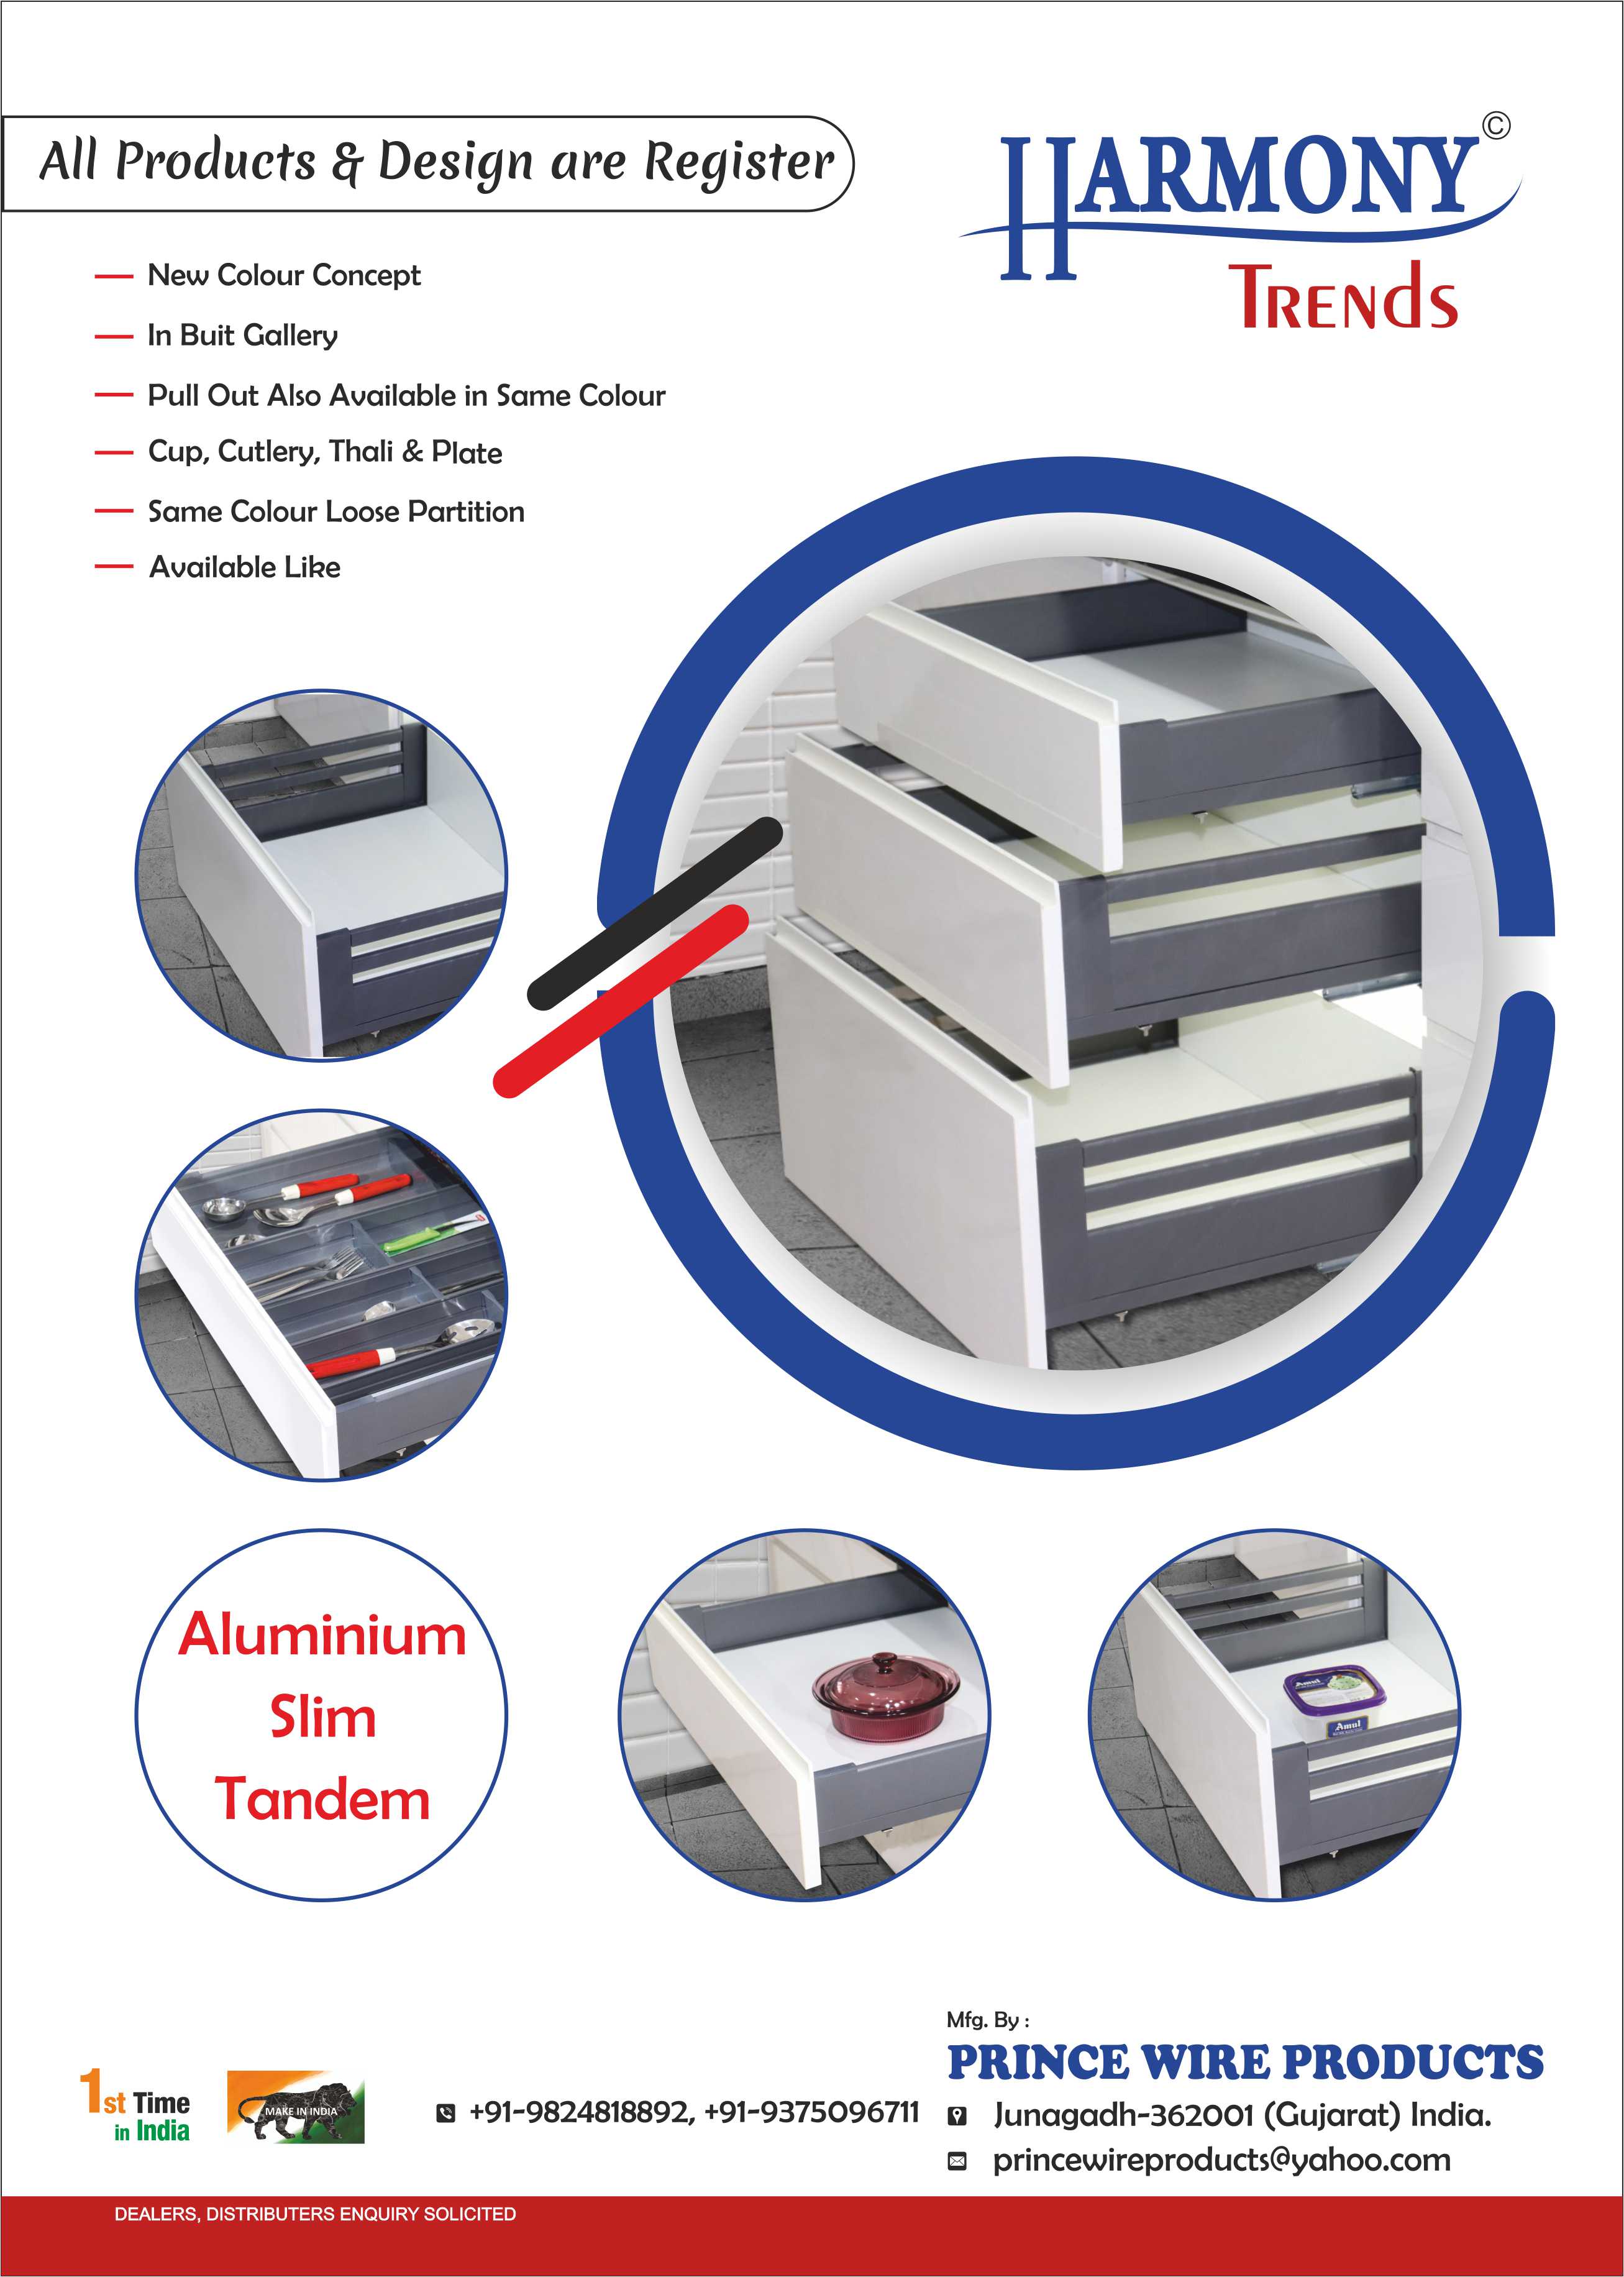 All Products & Design are Register
HARMONY©
TRENds
New Colour Concept
In Buit Gallery
Pull Out Also Available in Same Colour
Cup, Cutlery, Thali & Plate
Same Colour Loose Partition
Available Like
Aluminium
Slim
Tandem
Amul
Amul
Mfg. By :
PRINCE WIRE PRODUCTS
1st Time
in India
MAKE IN INDIA
+91-9824818892, +91-9375096711
Junagadh-362001 (Gujarat) India.
princewireproducts@yahoo.com
DEALERS, DISTRIBUTERS ENQUIRY SOLICITED